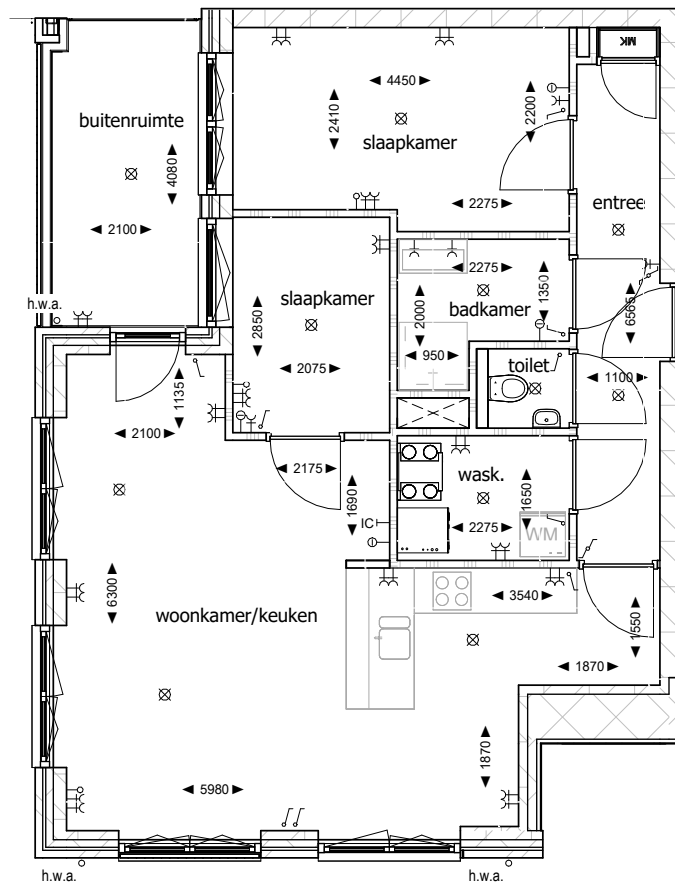 MK
4450
buitenruimte
2410
2200
slaapkamer
4080
2275
entree
2100
slaapkamer
2275
badkamer
1350
6565
h.w.a.
2850
2000
950
toilet
2075
1100
1135
2100
2175
wask.
1690
1650
IC
2275
WM
6300
3540
woonkamer/keuken
1550
1870
1870
5980
h.w.a.
h.w.a.